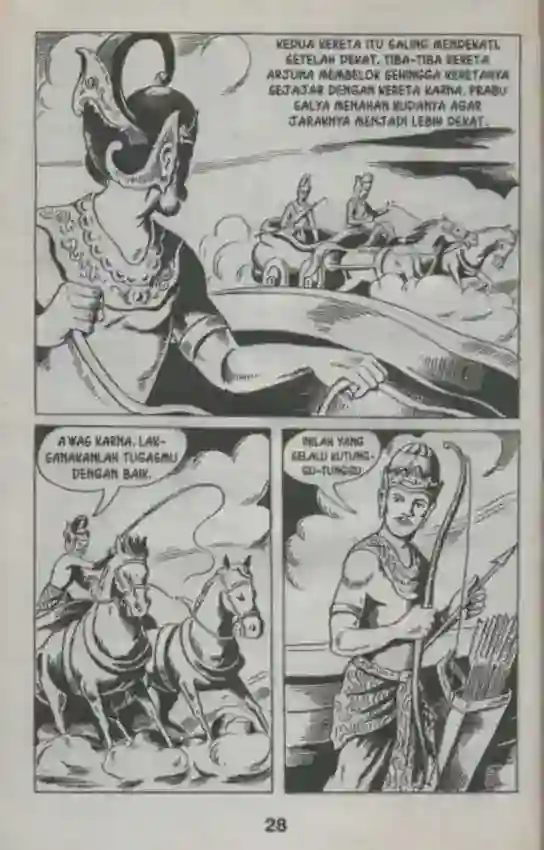 KEDUA KERETA ITU SALING MENDEKATI.
SETELAH DEKAT, TIBA-TIBA KERETA
ARJUNA MEMBELOK SEHINGGA KERETANYA
SEJAJAR DENGAN KERETA KARNA. PRABU
SALYA MENAHAN KUDANYA AGAR
JARAKNYA MENJADI LEBIH DEKAT.
AWAS KARNA. LAK-
SANAKANLAH TUGASMU
DENGAN BAIK.
INILAH YANG
SELALU KUTUNG-
GU-TUNGGU
28